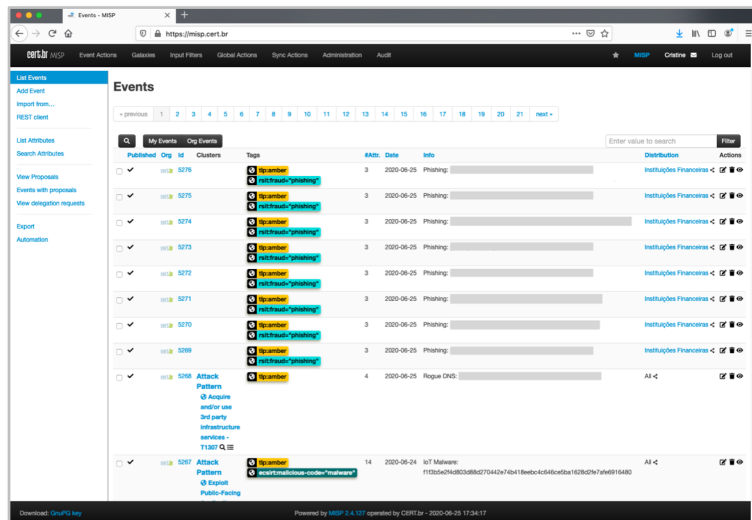 Events - MISP
https://misp.cert.br
cert.br MISP Event Actions Galaxies Input Filters Global Actions Sync Actions Administration Audit MISP Cristine Log out
List Events
Add Event
Import from...
REST client
List Attributes
Search Attributes
View Proposals
Events with proposals
View delegation requests
Export
Automation
Events
« previous 1 2 3 4 5 6 7 8 9 10 11 12 13 14 15 16 17 18 19 20 21 next »
My Events Org Events Enter value to search Filter
Published Org Id Clusters Tags #Attr. Date Info Distribution Actions
5276 tlp:amber 3 2020-06-25 Phishing: Instituições Financeiras
rsit:fraud="phishing"
5275 tlp:amber 3 2020-06-25 Phishing: Instituições Financeiras
rsit:fraud="phishing"
5274 tlp:amber 3 2020-06-25 Phishing: Instituições Financeiras
rsit:fraud="phishing"
5273 tlp:amber 3 2020-06-25 Phishing: Instituições Financeiras
rsit:fraud="phishing"
5272 tlp:amber 3 2020-06-25 Phishing: Instituições Financeiras
rsit:fraud="phishing"
5271 tlp:amber 3 2020-06-25 Phishing: Instituições Financeiras
rsit:fraud="phishing"
5270 tlp:amber 3 2020-06-25 Phishing: Instituições Financeiras
rsit:fraud="phishing"
5269 tlp:amber 3 2020-06-25 Phishing: Instituições Financeiras
rsit:fraud="phishing"
5268 Attack tlp:amber 4 2020-06-25 Rogue DNS: All
Pattern
Acquire
and/or use
3rd party
infrastructure
services -
T1307
5267 Attack tlp:amber 14 2020-06-24 IoT Malware: All
Pattern ecsirt:malicious-code="malware"
Exploit
Public-Facing
Download: GnuPG key Powered by MISP 2.4.127 operated by CERT.br - 2020-06-25 17:34:17